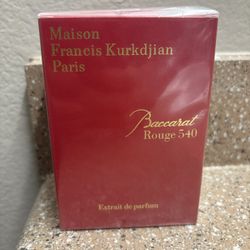 Maison
Francis Kurkdjian
Paris
Baccarat
Rouge 540
Extrait de parfum